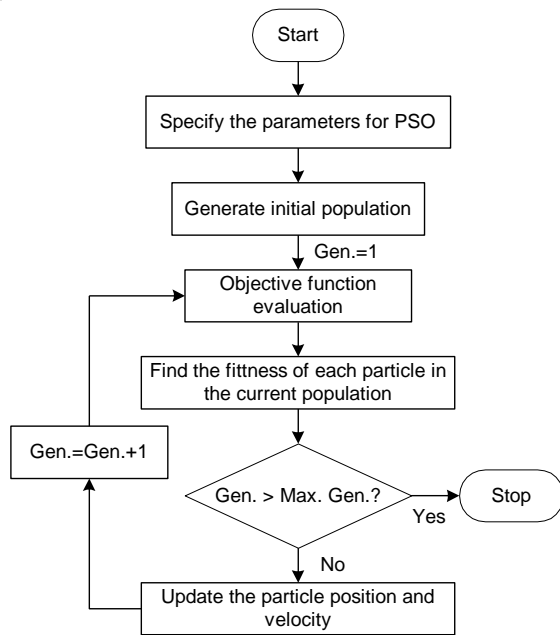 Start
Specify the parameters for PSO
Generate initial population
Gen.=1
Objective function
evaluation
Find the fittness of each particle in
the current population
Gen.=Gen.+1
Gen. > Max. Gen.?
Stop
Yes
No
Update the particle position and
velocity